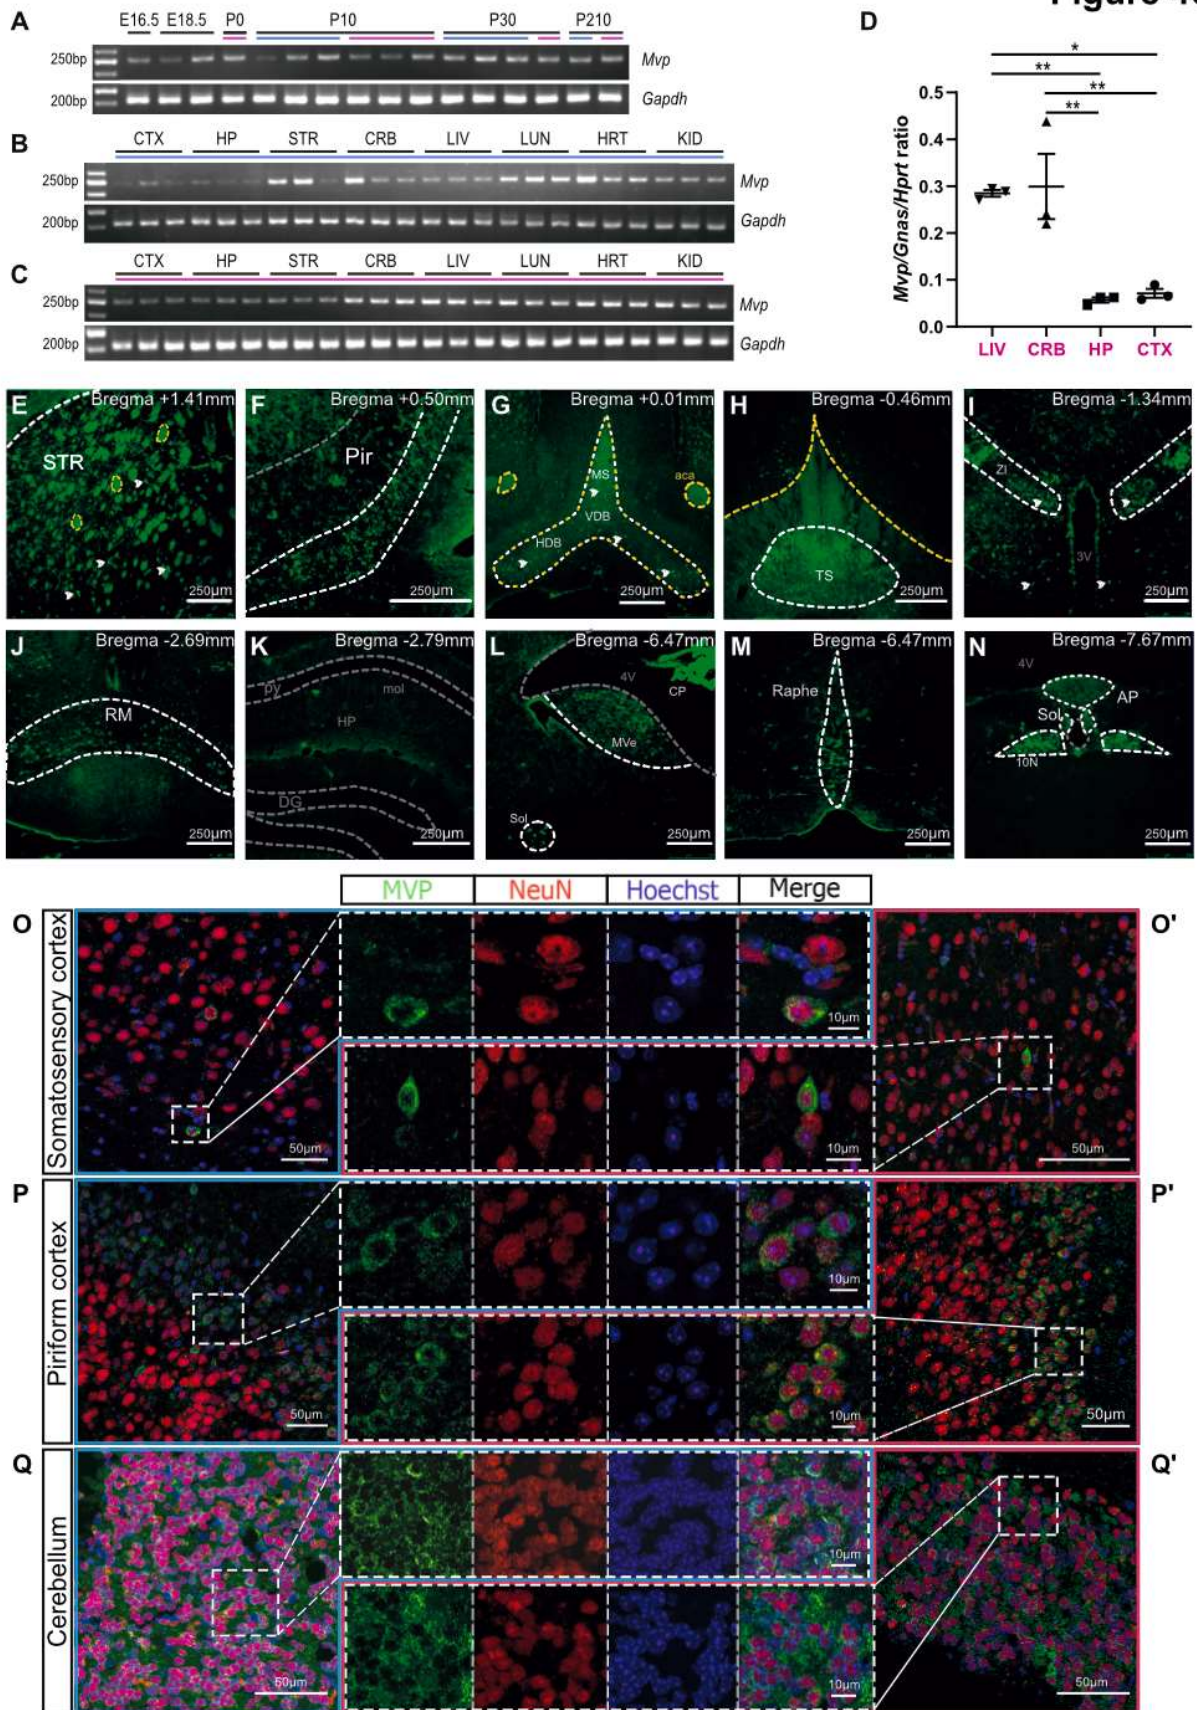 A
E16.5 E18.5 P0 P10 P30 P210
250bp Mvp
200bp Gapdh
B
CTX HP STR CRB LIV LUN HRT KID
250bp Mvp
200bp Gapdh
C
CTX HP STR CRB LIV LUN HRT KID
250bp Mvp
200bp Gapdh
D
*
**
**
**
Mvp/Gnas/Hprt ratio
0.5
0.4
0.3
0.2
0.1
0.0
LIV CRB HP CTX
E Bregma +1.41mm
STR
250µm
F Bregma +0.50mm
Pir
250µm
G Bregma +0.01mm
MS
aca
VDB
HDB
250µm
H Bregma -0.46mm
TS
250µm
I Bregma -1.34mm
ZI
3V
250µm
J Bregma -2.69mm
RM
250µm
K Bregma -2.79mm
py
mol
HP
DG
250µm
L Bregma -6.47mm
4V
CP
MVe
Sol
250µm
M Bregma -6.47mm
Raphe
250µm
N Bregma -7.67mm
4V
AP
Sol
10N
250µm
MVP NeuN Hoechst Merge
O O'
Somatosensory cortex
50µm
10µm
10µm
50µm
P P'
Piriform cortex
50µm
10µm
10µm
50µm
Q Q'
Cerebellum
50µm
10µm
10µm
50µm